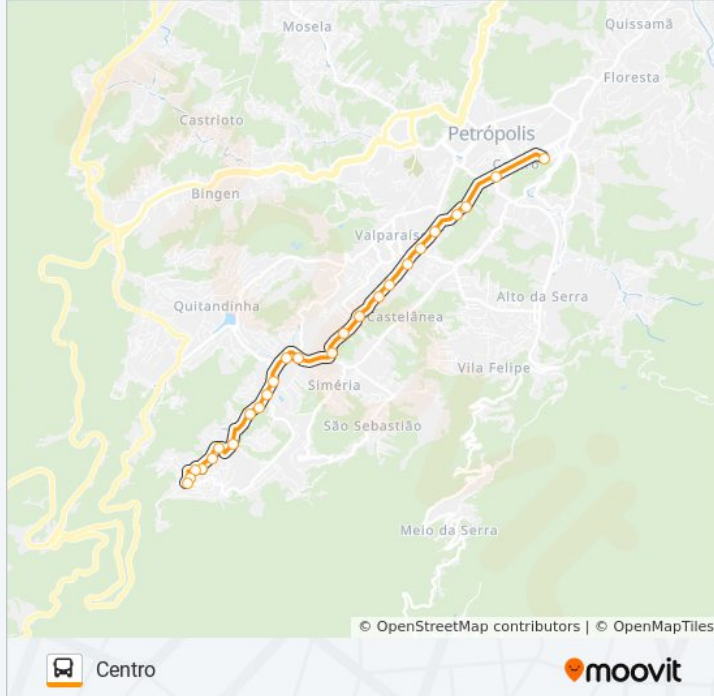 Mosela
Quissamã
Floresta
Castrioto
Petrópolis
Bingen
Valparaís
Quitandinha
Alto da Serra
Castelânea
Vila Felipe
Siméria
São Sebastião
Meio da Serra
© OpenStreetMap contributors | © OpenMapTiles
Centro
moovit